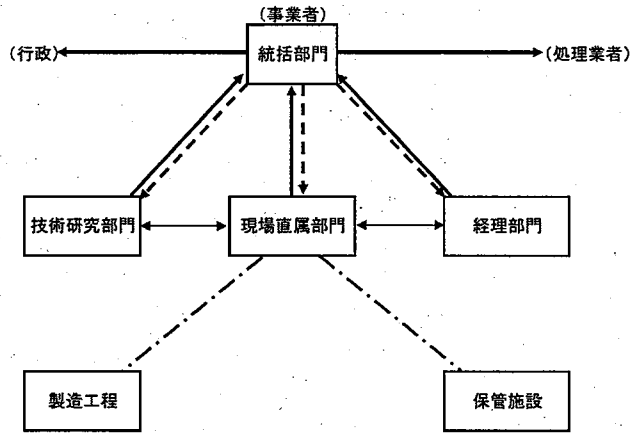 (事業者)
(行政)
統括部門
(処理業者)
技術研究部門
現場直属部門
経理部門
製造工程
保管施設